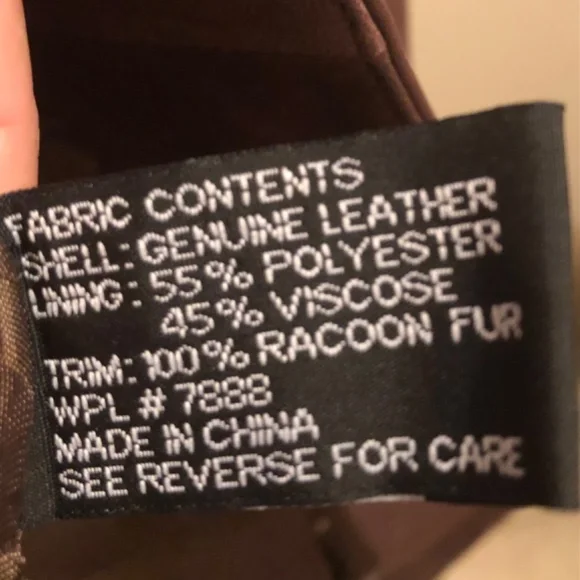 FABRIC CONTENTS
SHELL: GENUINE LEATHER
LINING: 55% POLYESTER
45% VISCOSE
TRIM: 100% RACOON FUR
WPL # 7888
MADE IN CHINA
SEE REVERSE FOR CARE